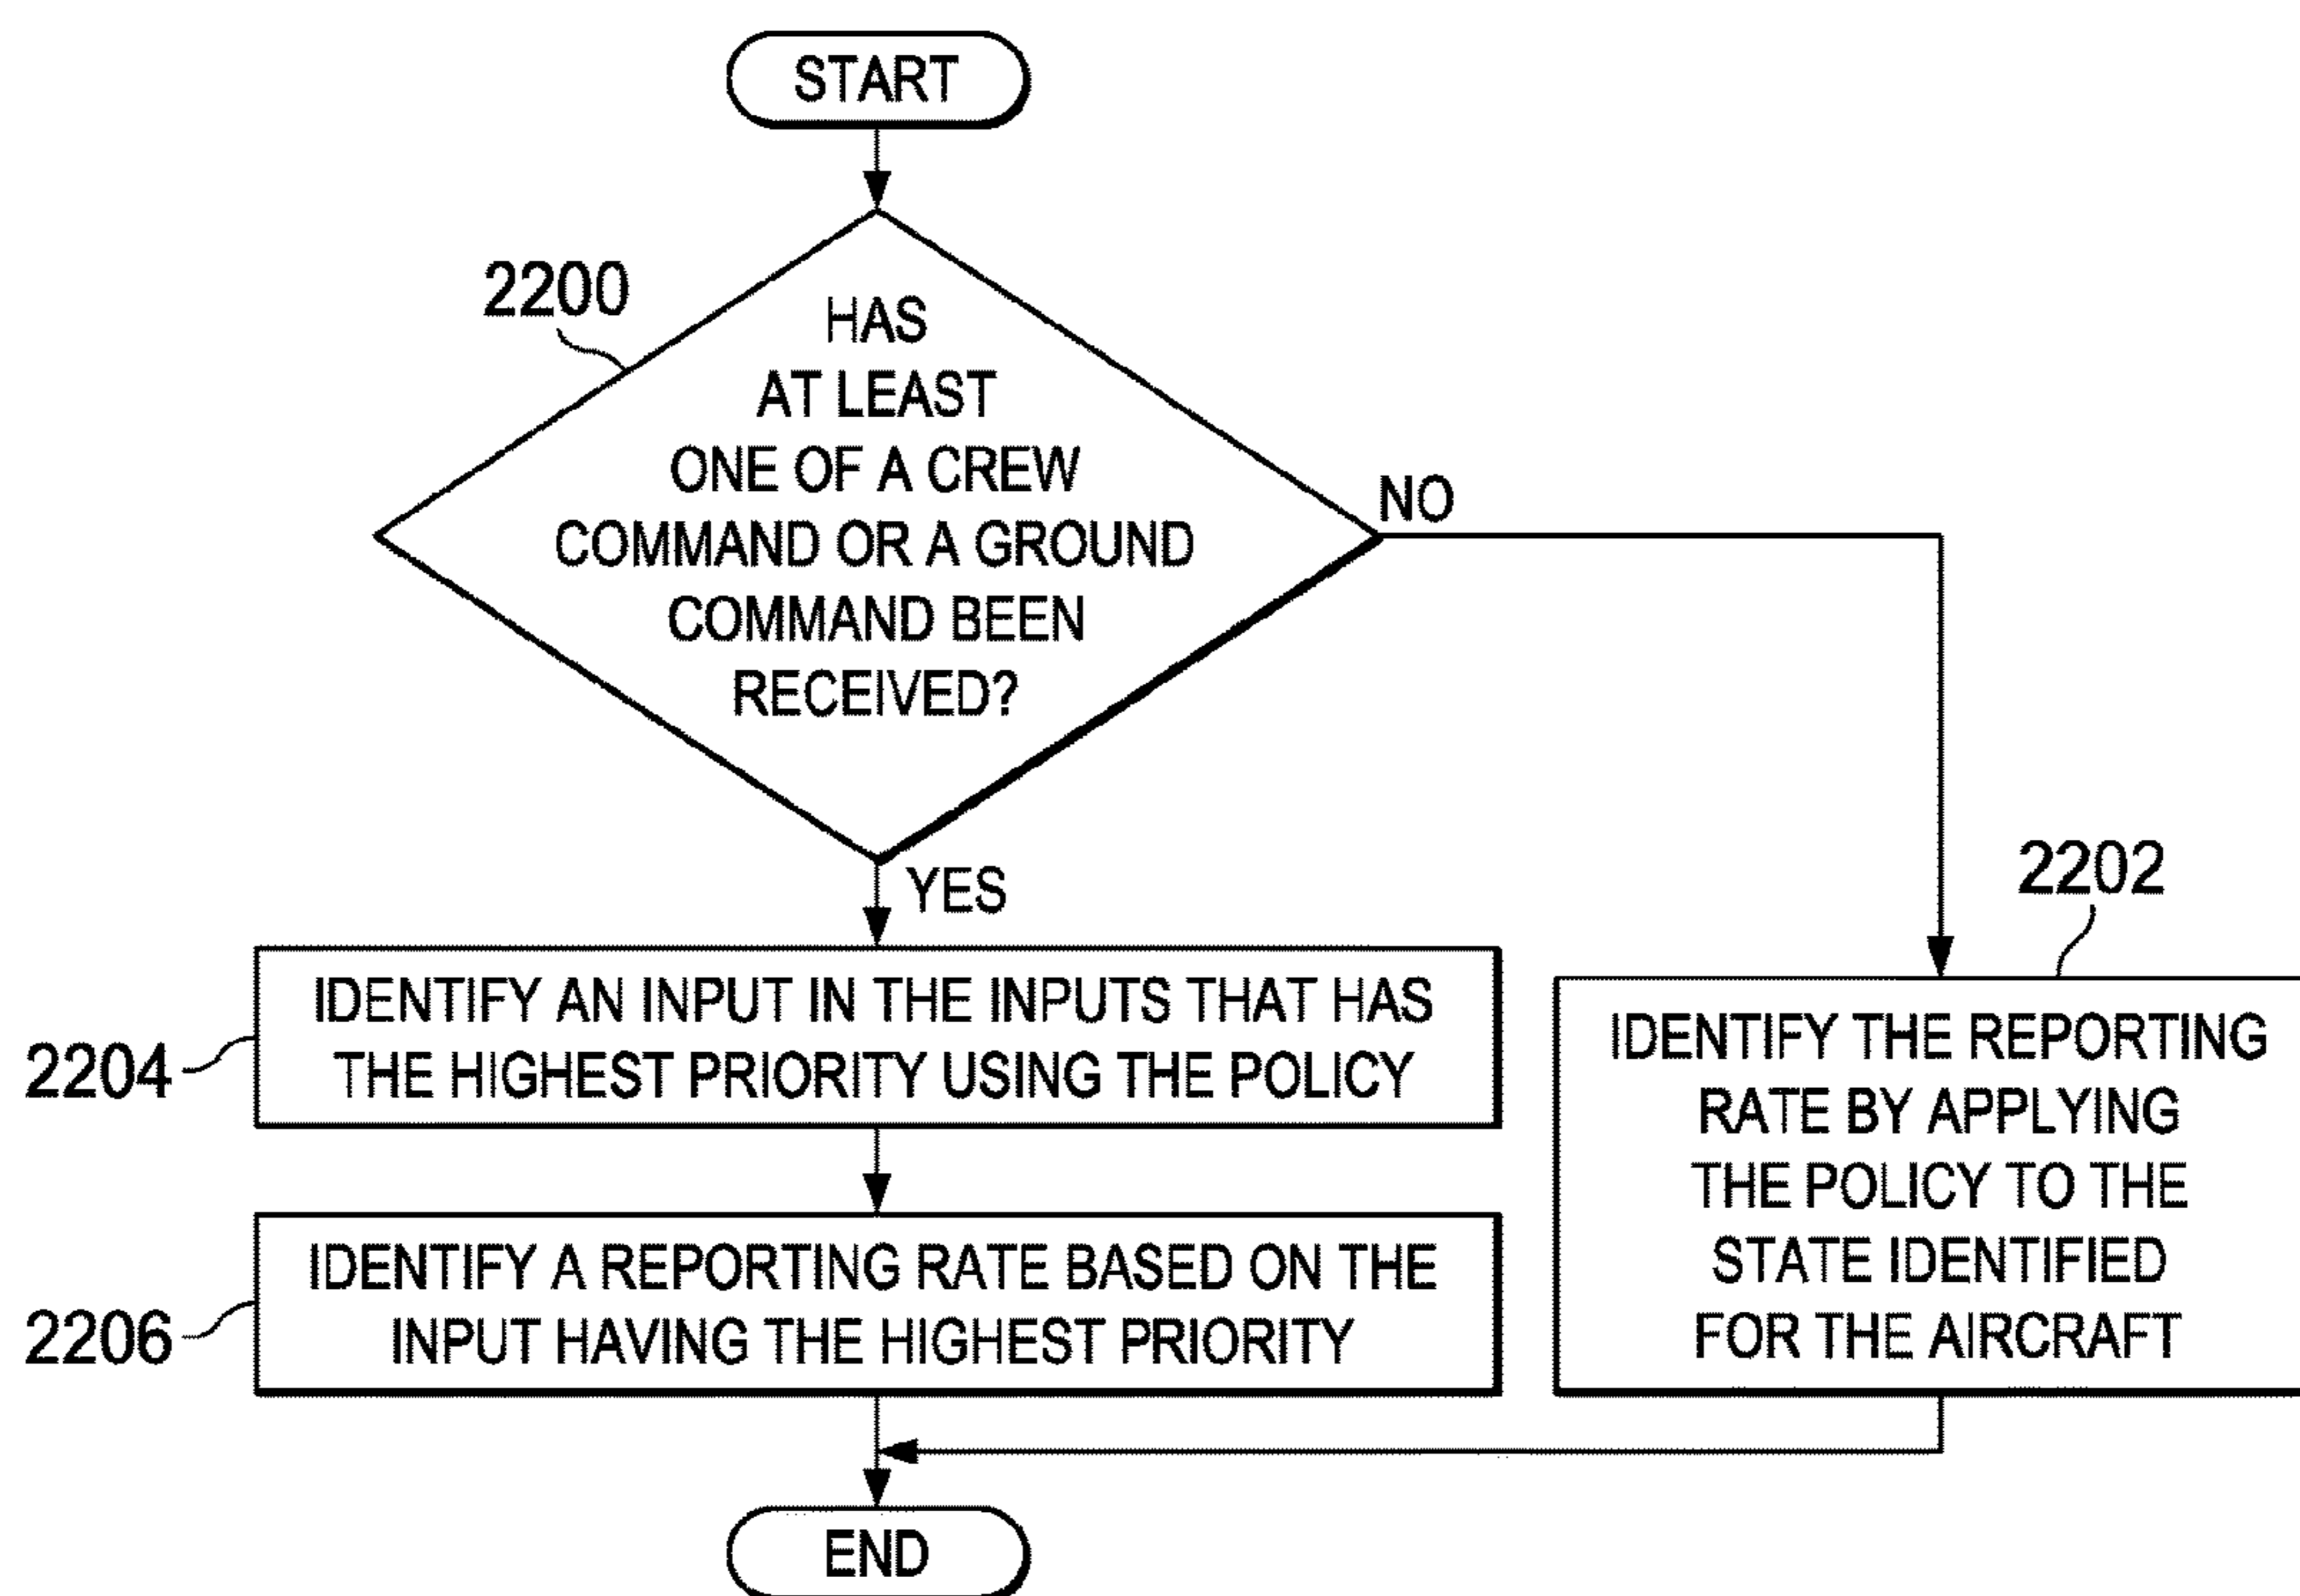 START
2200
HAS
AT LEAST
ONE OF A CREW
COMMAND OR A GROUND
COMMAND BEEN
RECEIVED?
NO
YES
2202
2204
IDENTIFY AN INPUT IN THE INPUTS THAT HAS
THE HIGHEST PRIORITY USING THE POLICY
IDENTIFY THE REPORTING
RATE BY APPLYING
THE POLICY TO THE
STATE IDENTIFIED
FOR THE AIRCRAFT
2206
IDENTIFY A REPORTING RATE BASED ON THE
INPUT HAVING THE HIGHEST PRIORITY
END